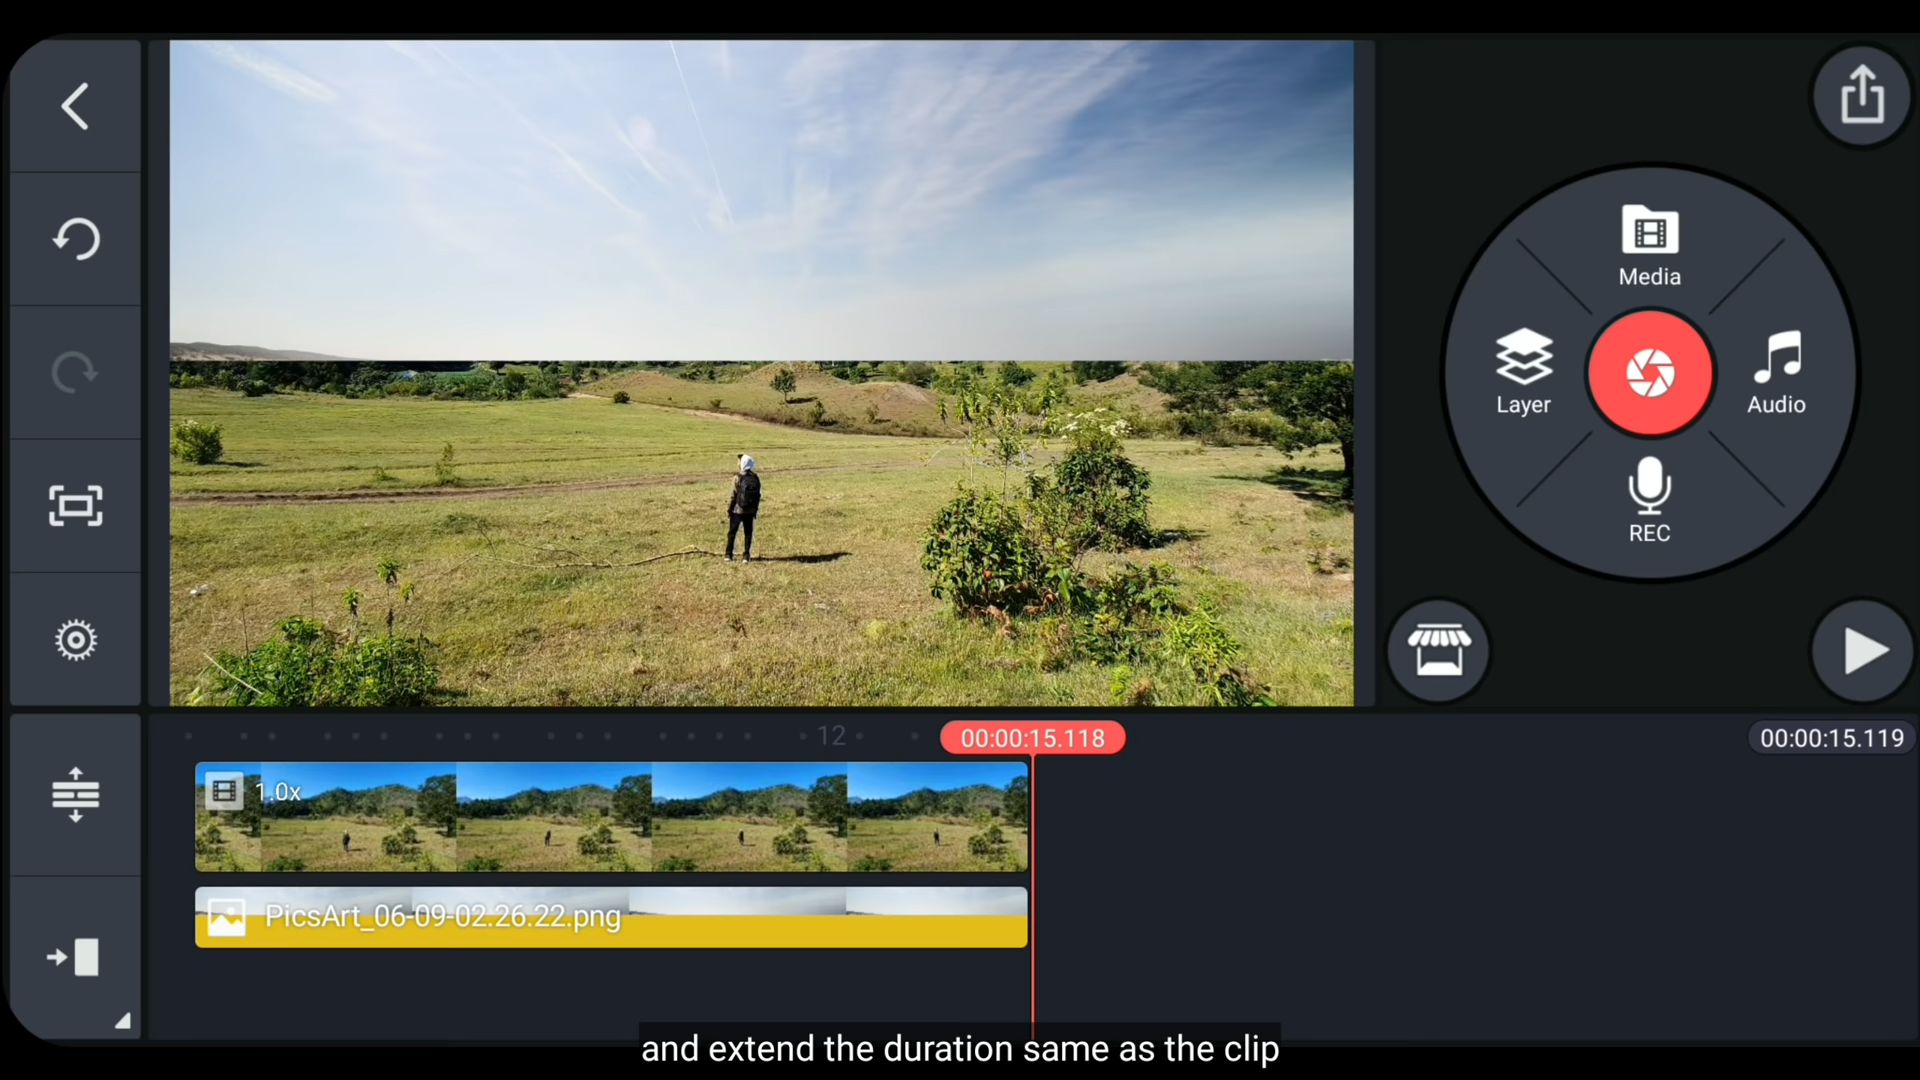 Media
Layer
Audio
REC
12
00:00:15.118
00:00:15.119
1.0x
PicsArt_06-09-02.26.22.png
and extend the duration same as the clip